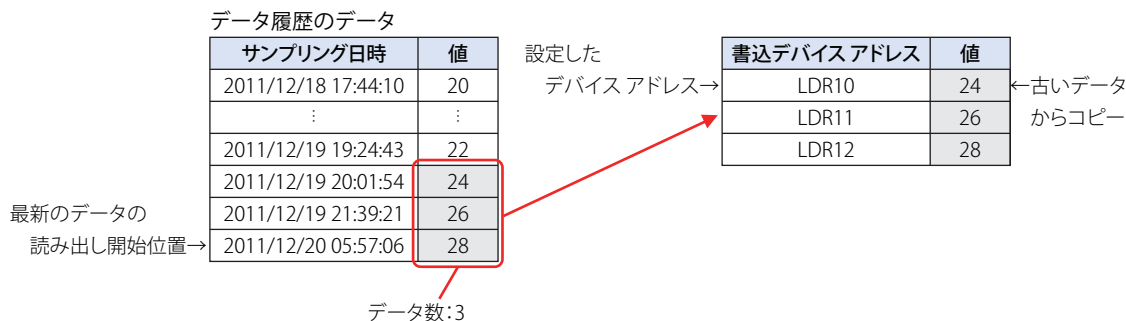 データ履歴のデータ
サンプリング日時 値
2011/12/18 17:44:10 20
⋮ ⋮
2011/12/19 19:24:43 22
2011/12/19 20:01:54 24
2011/12/19 21:39:21 26
2011/12/20 05:57:06 28
最新のデータの
読み出し開始位置→
データ数：3
設定した
デバイス アドレス→
書込デバイス アドレス 値
LDR10 24
LDR11 26
LDR12 28
←古いデータ
からコピー